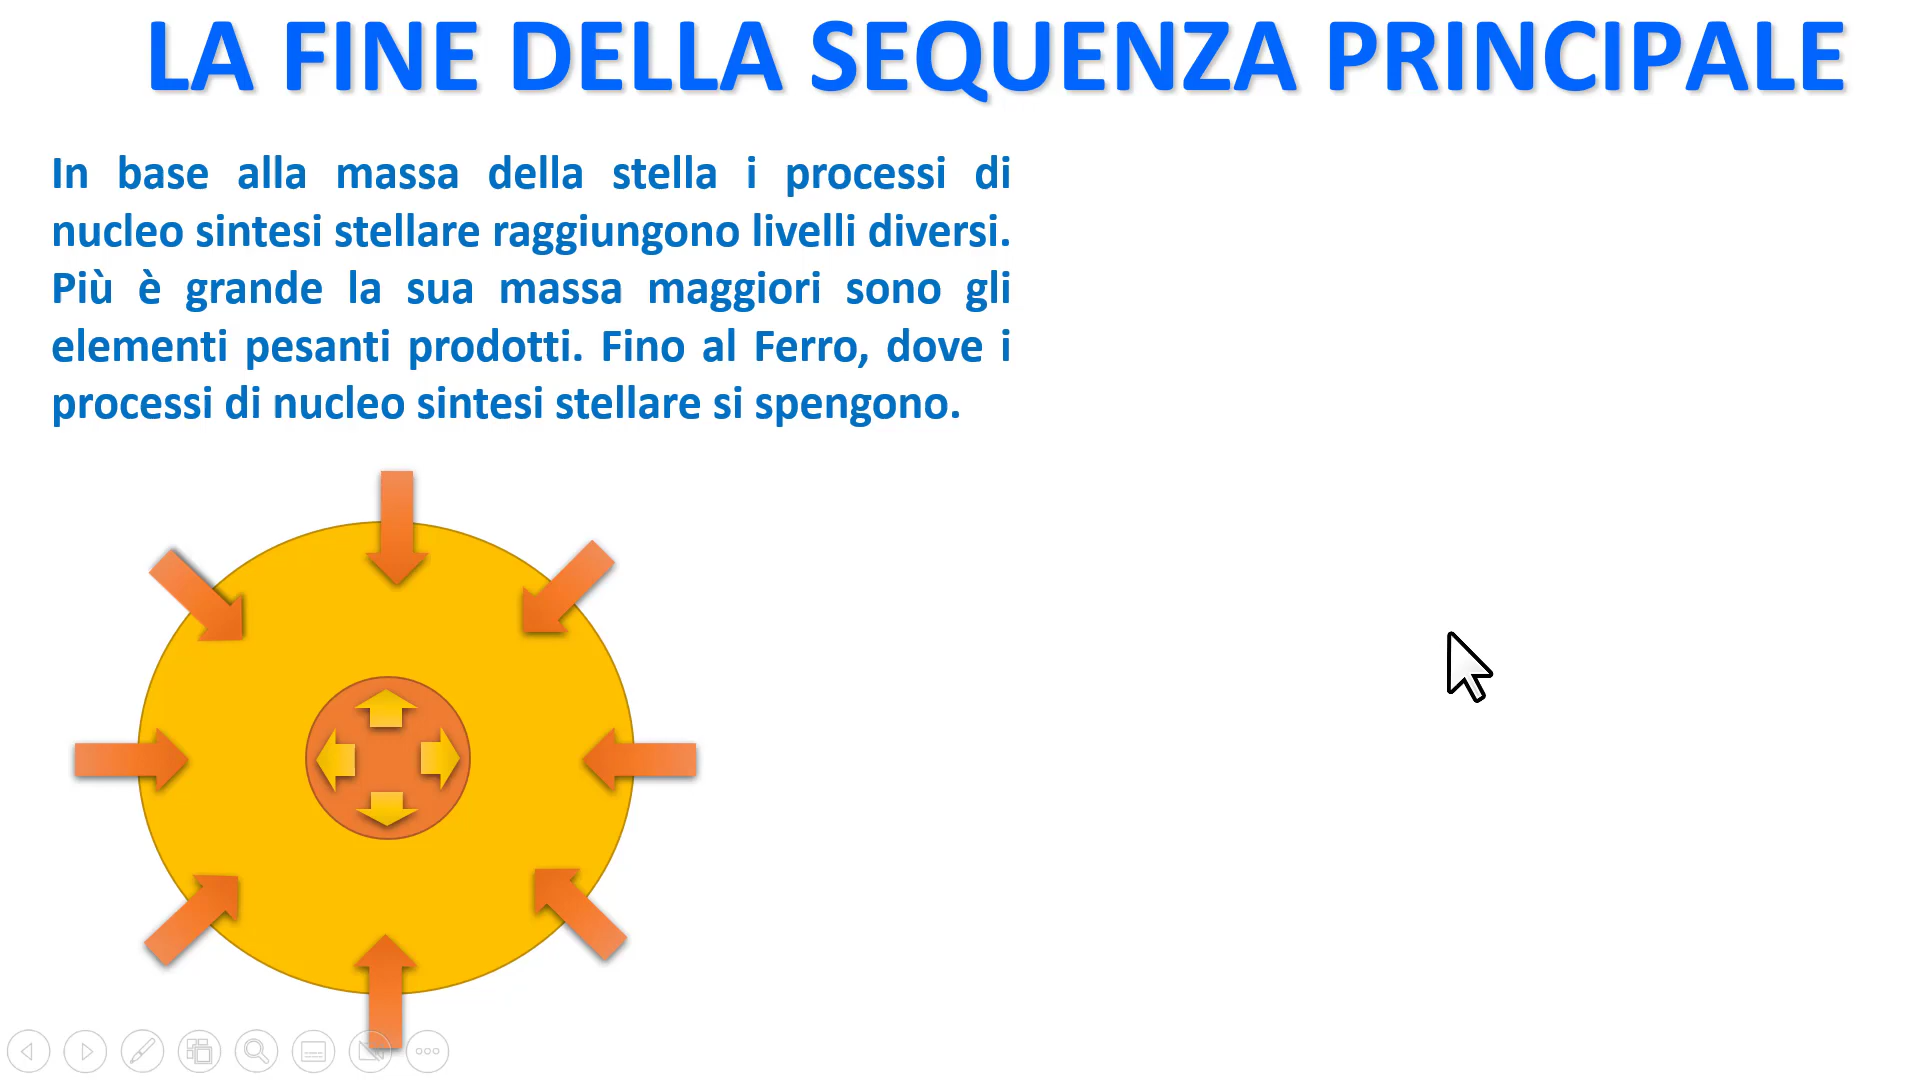 LA FINE DELLA SEQUENZA PRINCIPALE
In base alla massa della stella i processi di
nucleo sintesi stellare raggiungono livelli diversi.
Più è grande la sua massa maggiori sono gli
elementi pesanti prodotti. Fino al Ferro, dove i
processi di nucleo sintesi stellare si spengono.